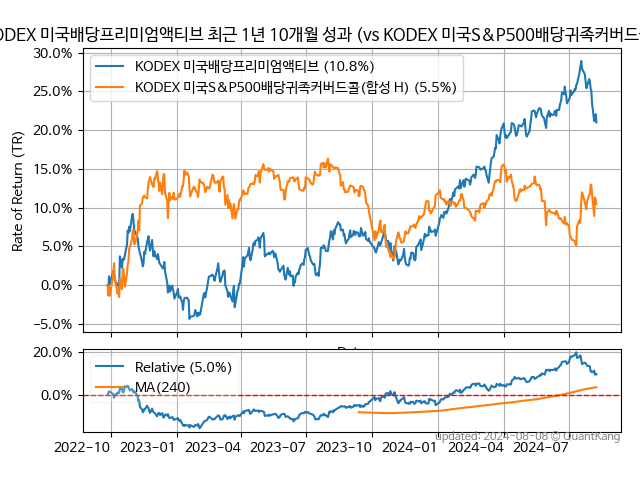 ODEX 미국배당프리미엄액티브 최근 1년 10개월 성과 (vs KODEX 미국S&P500배당귀족커버드
KODEX 미국배당프리미엄액티브 (10.8%)
KODEX 미국S&P500배당귀족커버드콜(합성 H) (5.5%)
Rate of Return (TR)
30.0%
25.0%
20.0%
15.0%
10.0%
5.0%
0.0%
−5.0%
20.0%
0.0%
Relative (5.0%)
MA(240)
2022-10 2023-01 2023-04 2023-07 2023-10 2024-01 2024-04 2024-07
Updated: 2024-08-08 © QuantKang